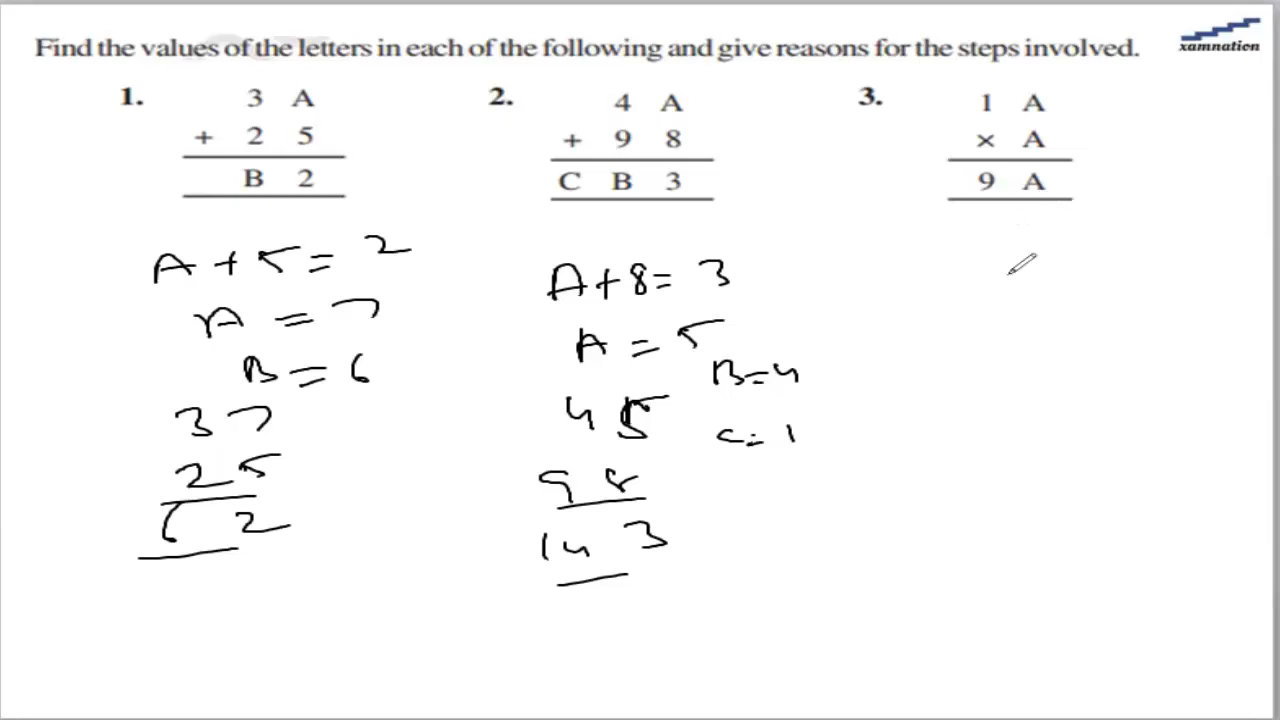 xamnation
Find the values of the letters in each of the following and give reasons for the steps involved.
1.
3 A
+ 2 5
B 2
A + 5 = 2
A = 7
B = 6
3 7
2 5
6 2
2.
4 A
+ 9 8
C B 3
A + 8 = 3
A = 5
B = 4
C = 1
4 5
9 8
1 4 3
3.
1 A
× A
9 A